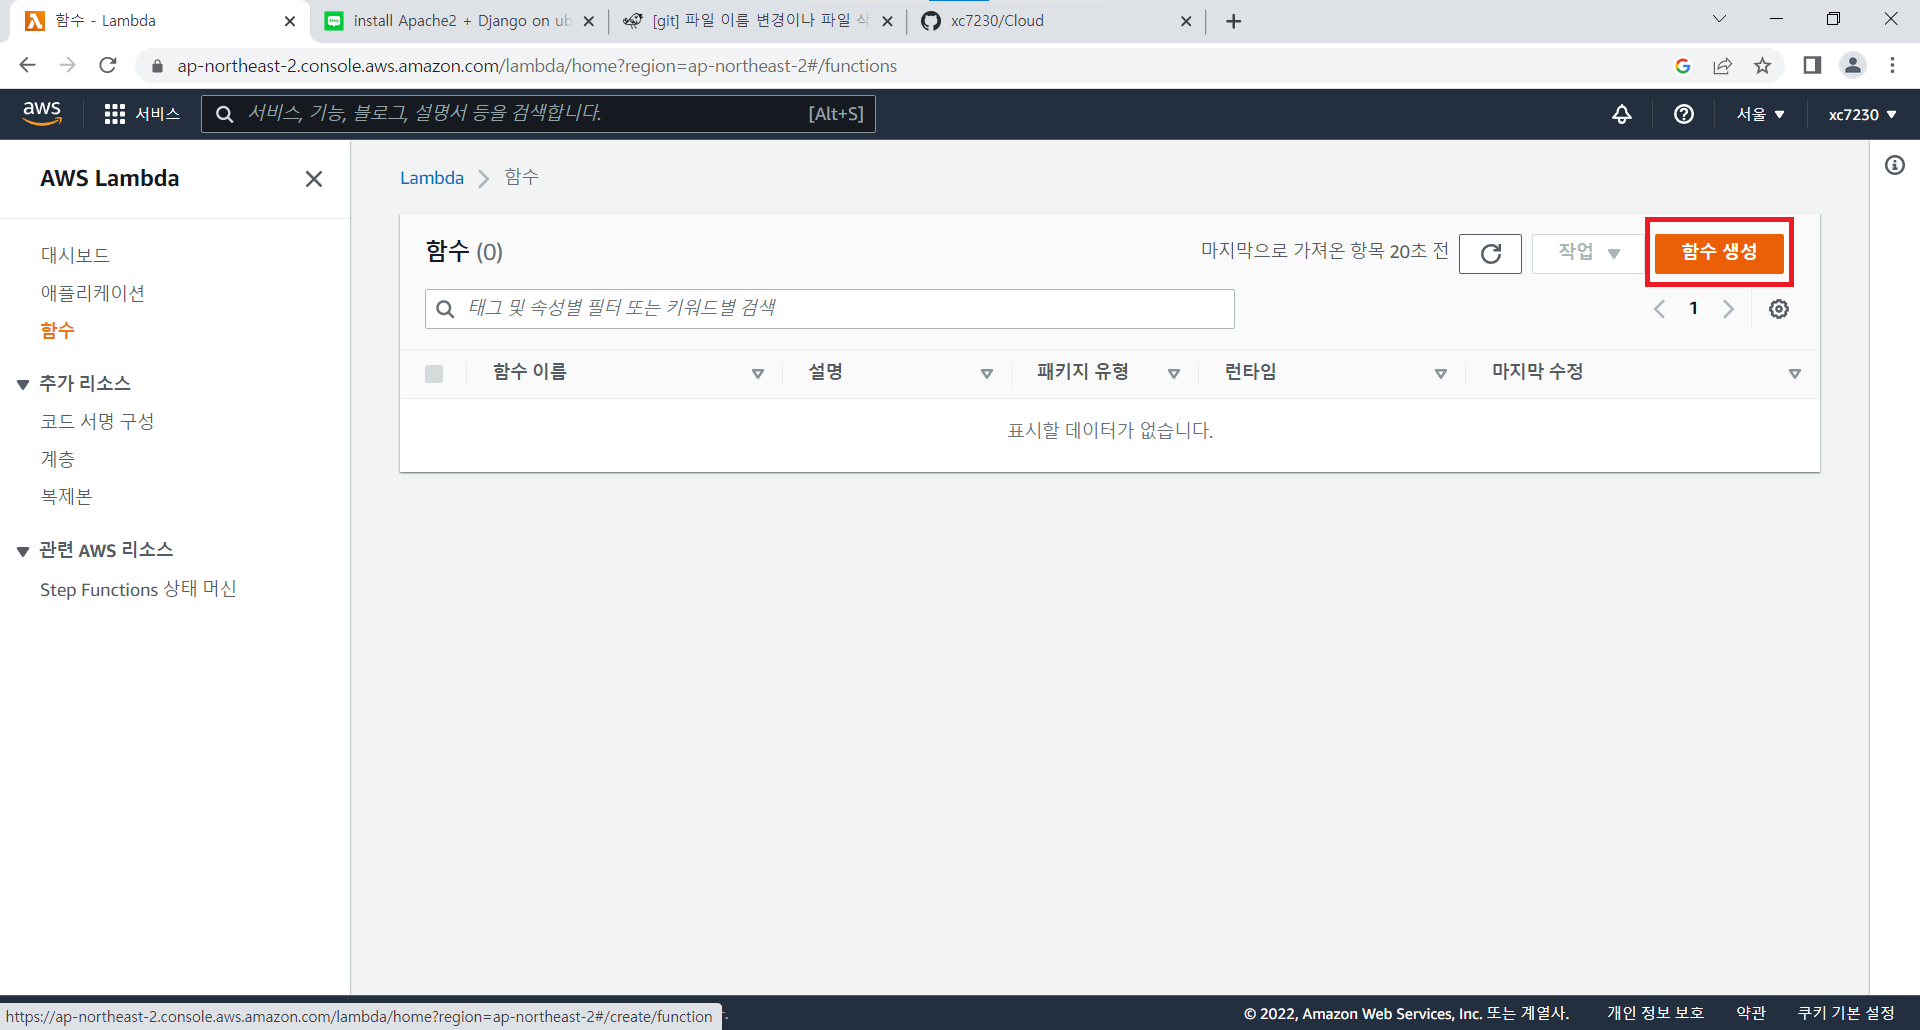 함수 - Lambda
install Apache2 + Django on ub
[git] 파일 이름 변경이나 파일 삭
xc7230/Cloud
ap-northeast-2.console.aws.amazon.com/lambda/home?region=ap-northeast-2#/functions
aws
서비스
서비스, 기능, 블로그, 설명서 등을 검색합니다.
[Alt+S]
서울
xc7230
AWS Lambda
대시보드
애플리케이션
함수
추가 리소스
코드 서명 구성
계층
복제본
관련 AWS 리소스
Step Functions 상태 머신
Lambda
함수
함수 (0)
마지막으로 가져온 항목 20초 전
작업
함수 생성
태그 및 속성별 필터 또는 키워드별 검색
1
함수 이름
설명
패키지 유형
런타임
마지막 수정
표시할 데이터가 없습니다.
https://ap-northeast-2.console.aws.amazon.com/lambda/home?region=ap-northeast-2#/create/function
© 2022, Amazon Web Services, Inc. 또는 계열사.
개인 정보 보호
약관
쿠키 기본 설정